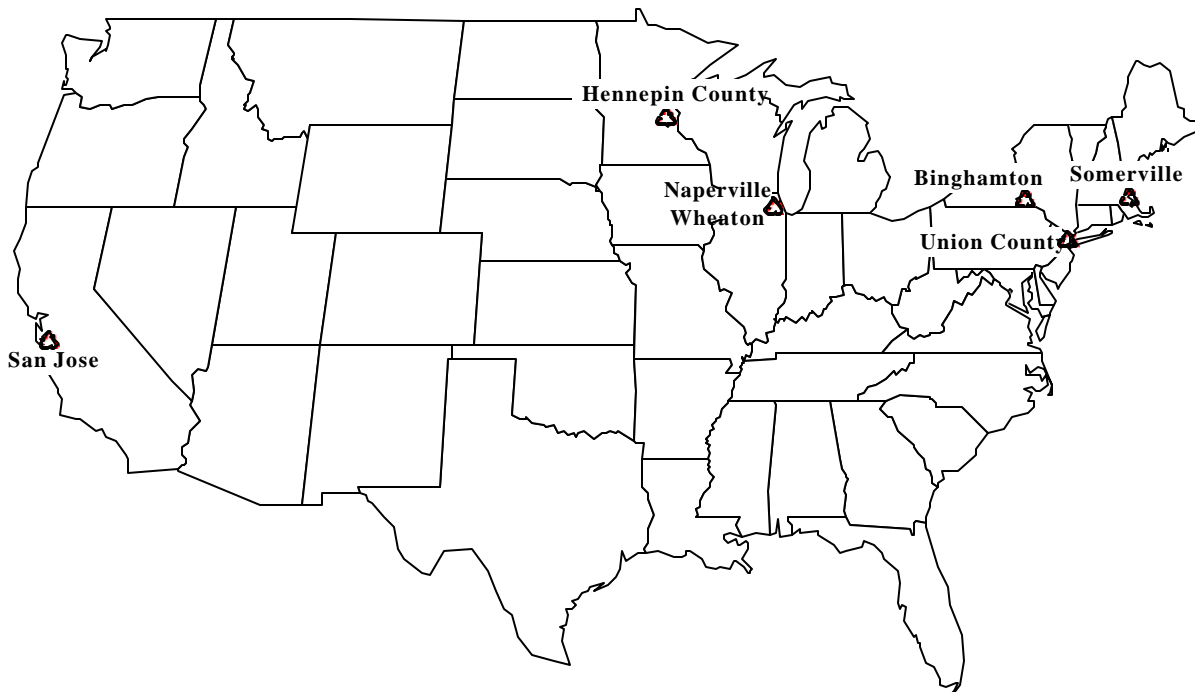 Hennepin County
Somerville
Binghamton
Naperville
Wheaton
Union County
San Jose